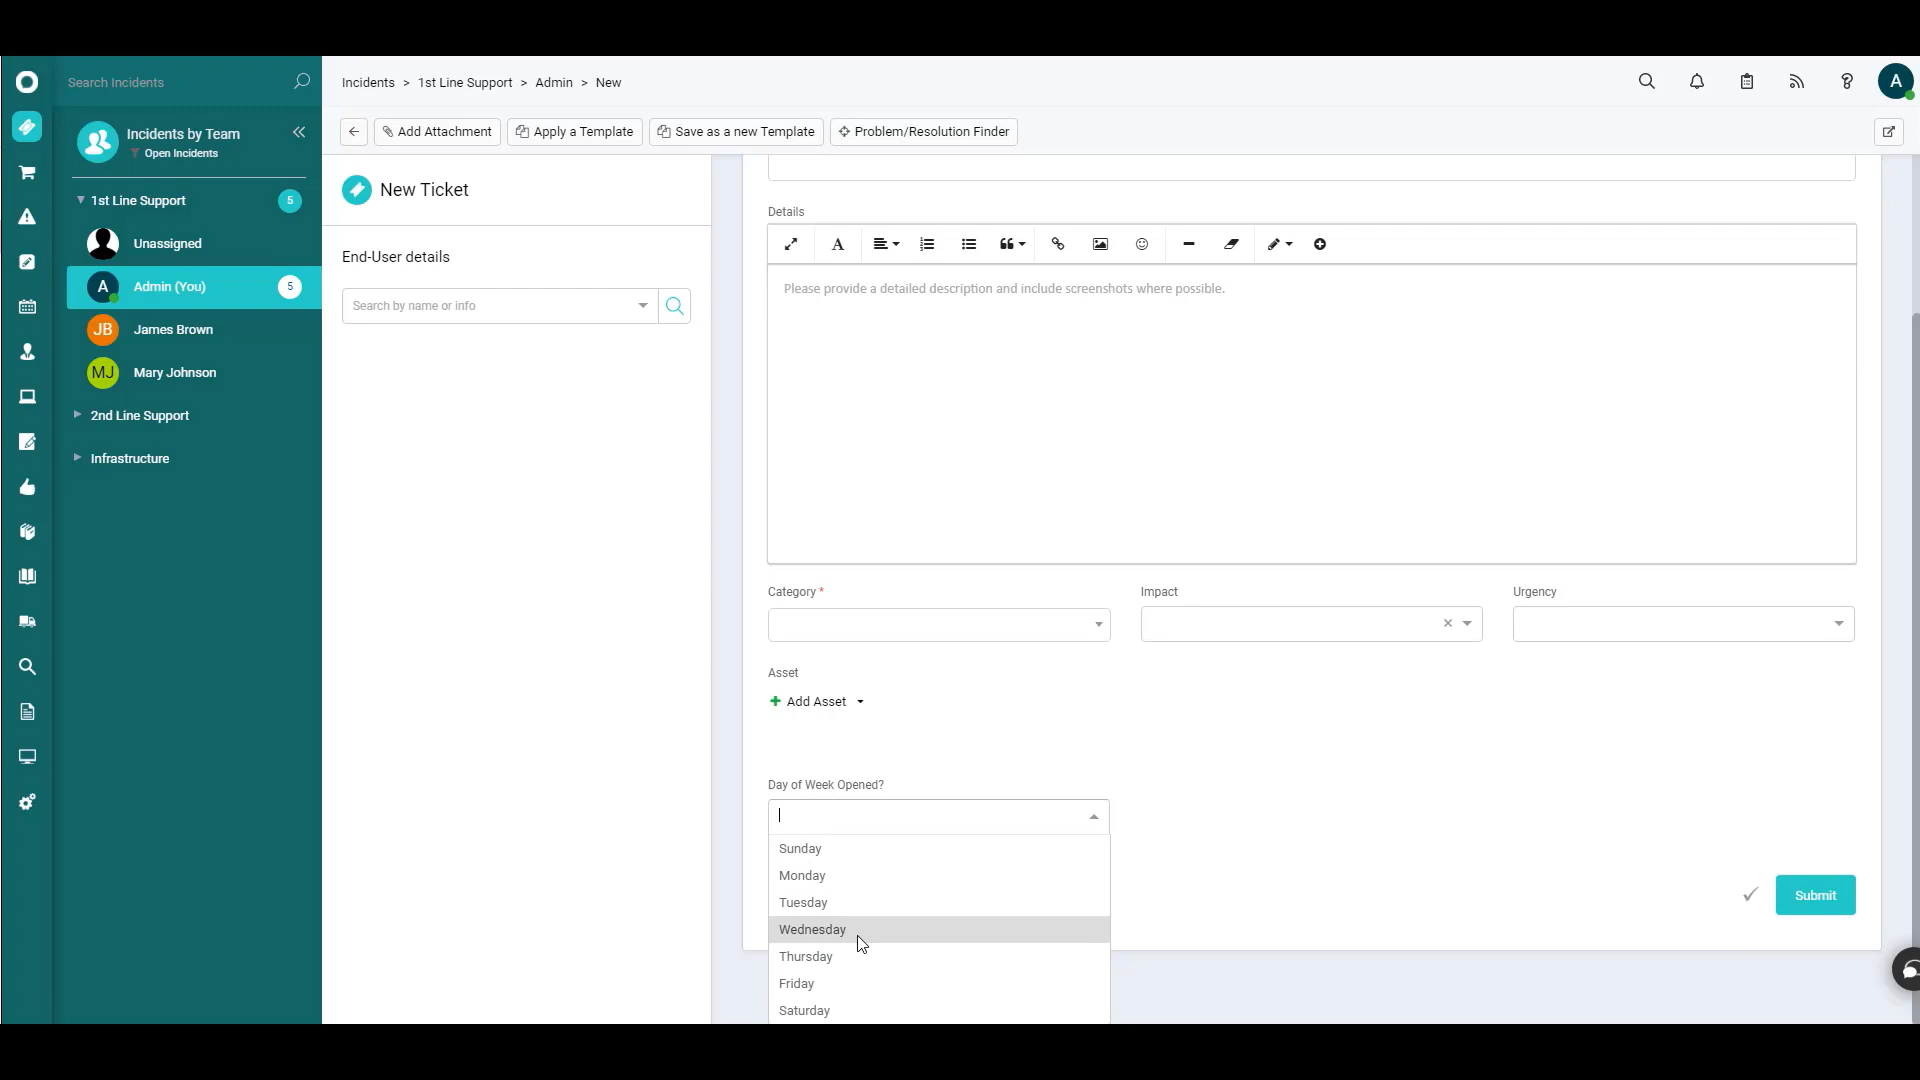 Search Incidents
Incidents > 1st Line Support > Admin > New
A
Incidents by Team
Open Incidents
Add Attachment
Apply a Template
Save as a new Template
Problem/Resolution Finder
1st Line Support 5
Unassigned
A Admin (You) 5
JB James Brown
MJ Mary Johnson
2nd Line Support
Infrastructure
New Ticket
End-User details
Search by name or info
Details
Please provide a detailed description and include screenshots where possible.
Category *
Impact
Urgency
Asset
Add Asset
Day of Week Opened?
Sunday
Monday
Tuesday
Wednesday
Thursday
Friday
Saturday
Submit